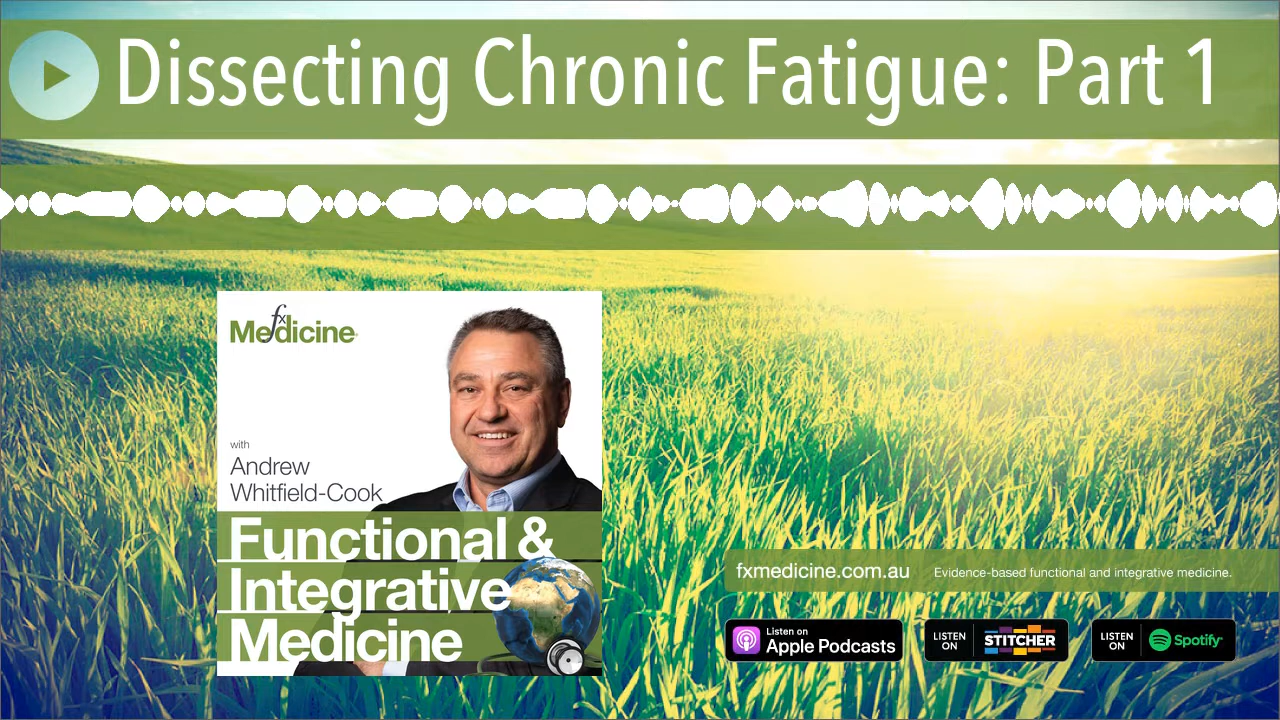 Dissecting Chronic Fatigue: Part 1
fx
Medicine
with
Andrew
Whitfield-Cook
Functional &
Integrative
Medicine
fxmedicine.com.au Evidence-based functional and integrative medicine.
Listen on
Apple Podcasts
LISTEN
ON
STITCHER
LISTEN
ON
Spotify